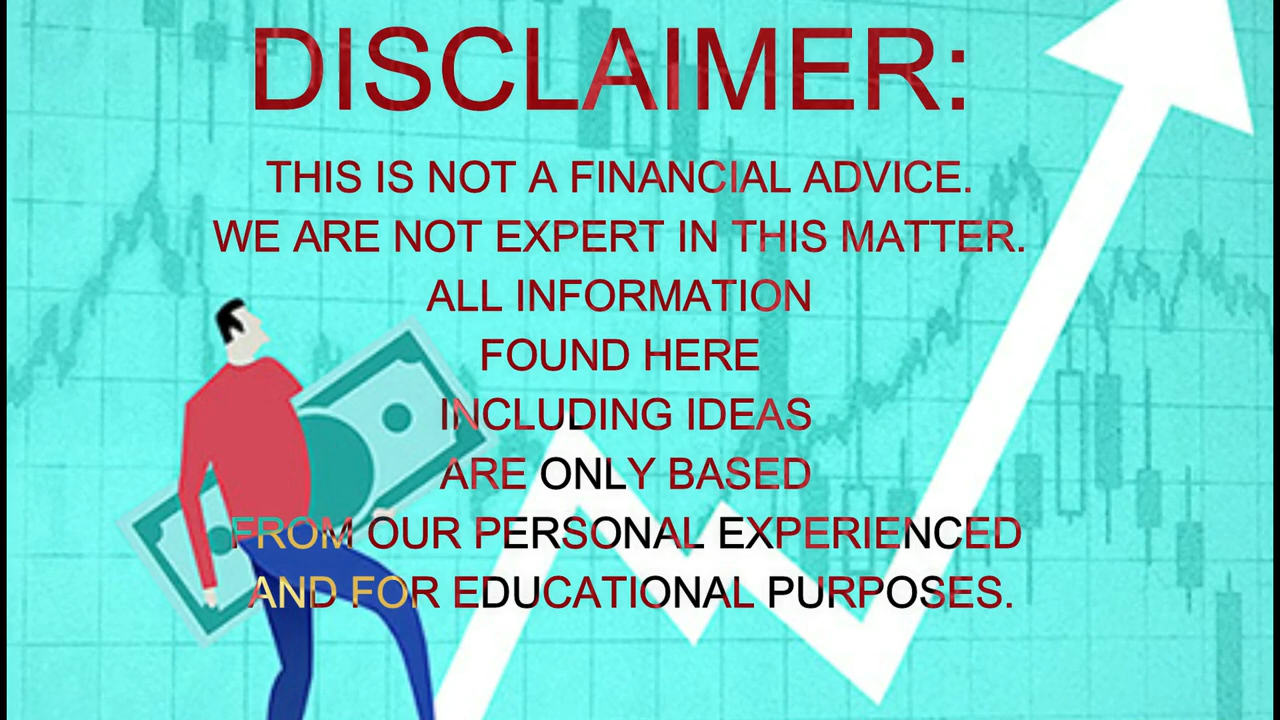 DISCLAIMER:
THIS IS NOT A FINANCIAL ADVICE.
WE ARE NOT EXPERT IN THIS MATTER.
ALL INFORMATION
FOUND HERE
INCLUDING IDEAS
ARE ONLY BASED
FROM OUR PERSONAL EXPERIENCED
AND FOR EDUCATIONAL PURPOSES.